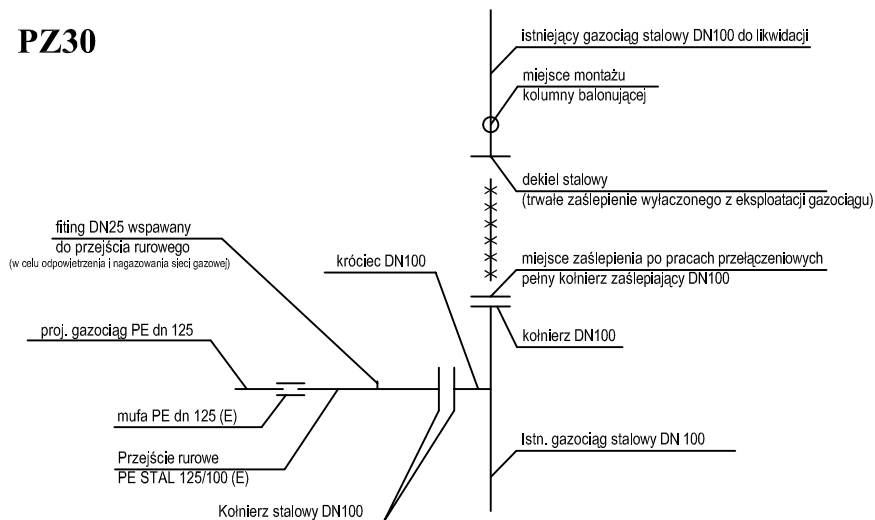 PZ30
istniejący gazociąg stalowy DN100 do likwidacji
miejsce montażu
kolumny balonującej
dekiel stalowy
(trwałe zaślepienie wyłaczonego z eksploatacji gazociągu)
fiting DN25 wspawany
do przejścia rurowego
(w celu odpowietrzenia i nagazowania sieci gazowej)
króciec DN100
miejsce zaślepienia po pracach przełączeniowych
pełny kołnierz zaślepiający DN100
proj. gazociąg PE dn 125
kołnierz DN100
mufa PE dn 125 (E)
Przejście rurowe
PE STAL 125/100 (E)
Istn. gazociąg stalowy DN 100
Kołnierz stalowy DN100